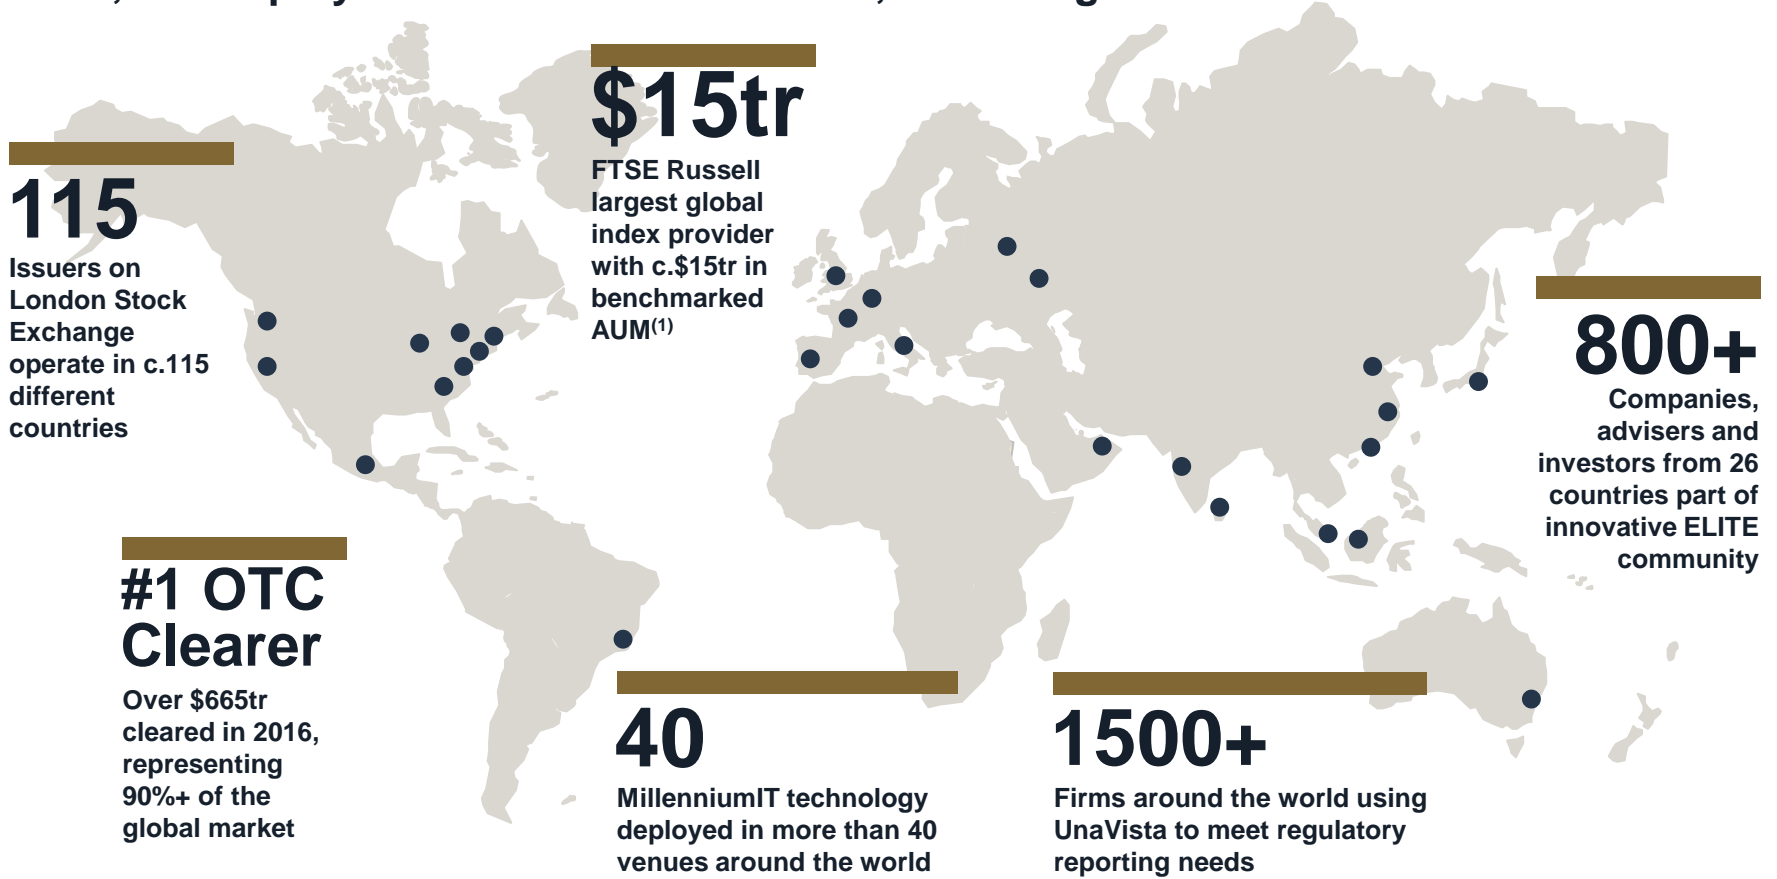 $15tr
FTSE Russell
largest global
index provider
with c.$15tr in
benchmarked
AUM(1)
115
Issuers on
London Stock
Exchange
operate in c.115
different
countries
800+
Companies,
advisers and
investors from 26
countries part of
innovative ELITE
community
#1 OTC
Clearer
Over $665tr
cleared in 2016,
representing
90%+ of the
global market
40
MillenniumIT technology
deployed in more than 40
venues around the world
1500+
Firms around the world using
UnaVista to meet regulatory
reporting needs